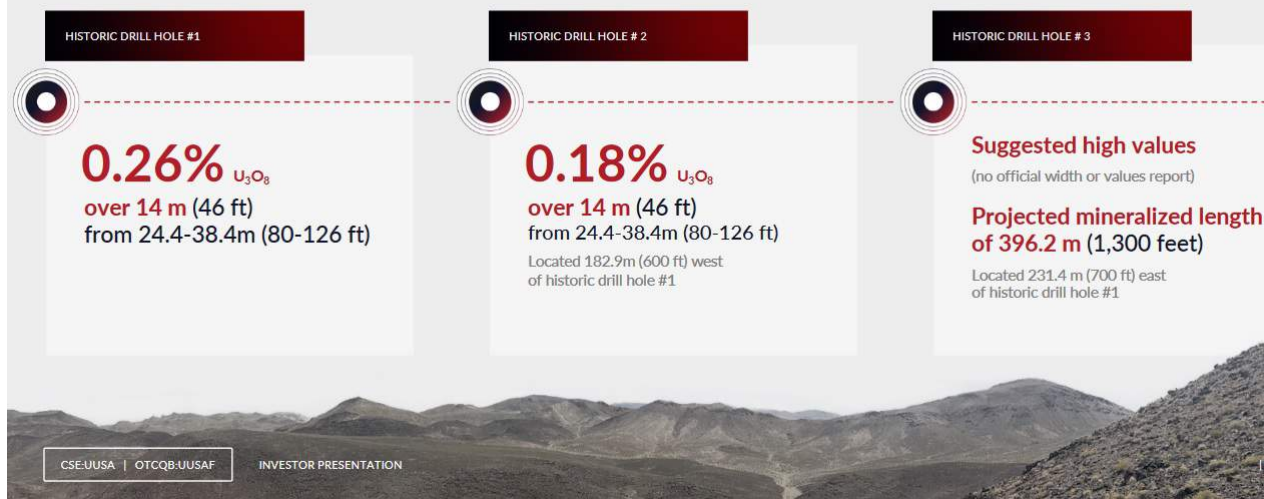 HISTORIC DRILL HOLE #1
0.26% U₃O₈
over 14 m (46 ft)
from 24.4-38.4m (80-126 ft)
HISTORIC DRILL HOLE # 2
0.18% U₃O₈
over 14 m (46 ft)
from 24.4-38.4m (80-126 ft)
Located 182.9m (600 ft) west
of historic drill hole #1
HISTORIC DRILL HOLE # 3
Suggested high values
(no official width or values report)
Projected mineralized length
of 396.2 m (1,300 feet)
Located 231.4 m (700 ft) east
of historic drill hole #1
CSE:UUSA | OTCQB:UUSAF
INVESTOR PRESENTATION